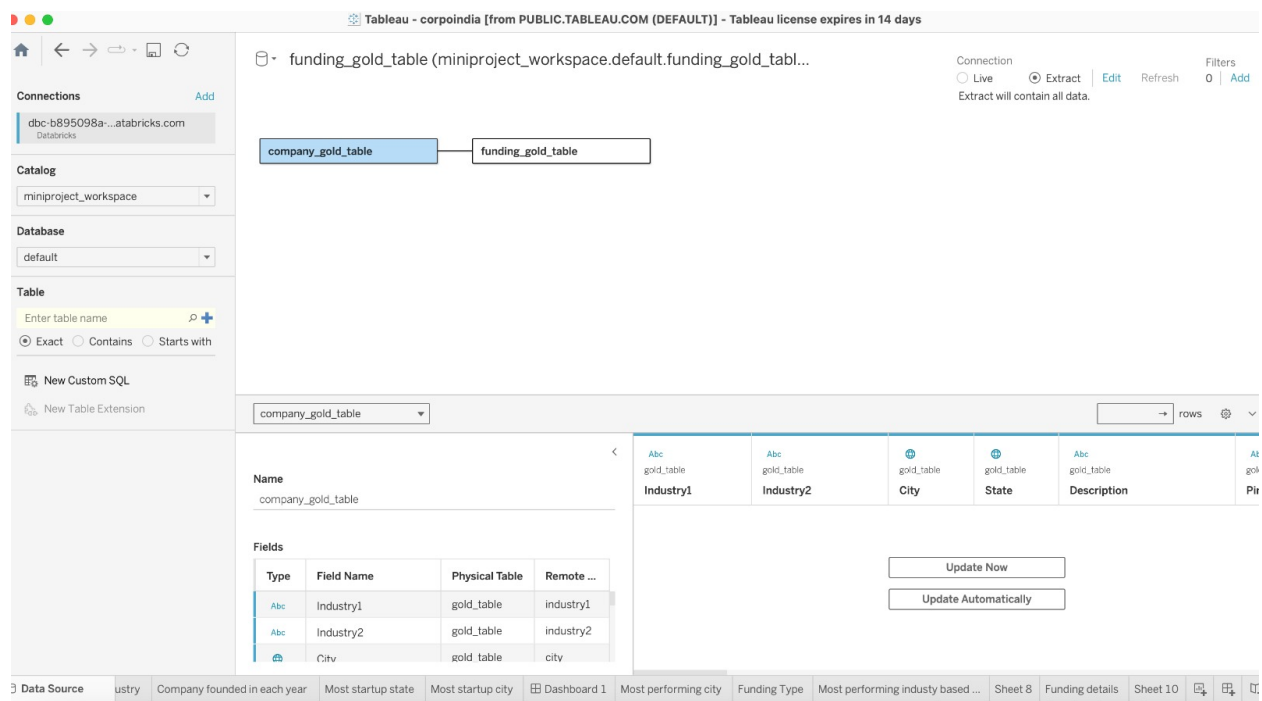 Tableau - corpoindia [from PUBLIC.TABLEAU.COM (DEFAULT)] - Tableau license expires in 14 days
Connections Add
dbc-b895098a-...atabricks.com
Databricks
Catalog
miniproject_workspace
Database
default
Table
Enter table name
Exact Contains Starts with
New Custom SQL
New Table Extension
funding_gold_table (miniproject_workspace.default.funding_gold_tabl...
Connection
Live Extract Edit Refresh
Extract will contain all data.
Filters
0 Add
company_gold_table funding_gold_table
company_gold_table
rows
Name
company_gold_table
Fields
Type Field Name Physical Table Remote ...
Abc Industry1 gold_table industry1
Abc Industry2 gold_table industry2
City gold_table city
Abc Abc Abc
gold_table gold_table gold_table gold_table gold_table
Industry1 Industry2 City State Description
Update Now
Update Automatically
Data Source ustry Company founded in each year Most startup state Most startup city Dashboard 1 Most performing city Funding Type Most performing industy based ... Sheet 8 Funding details Sheet 10